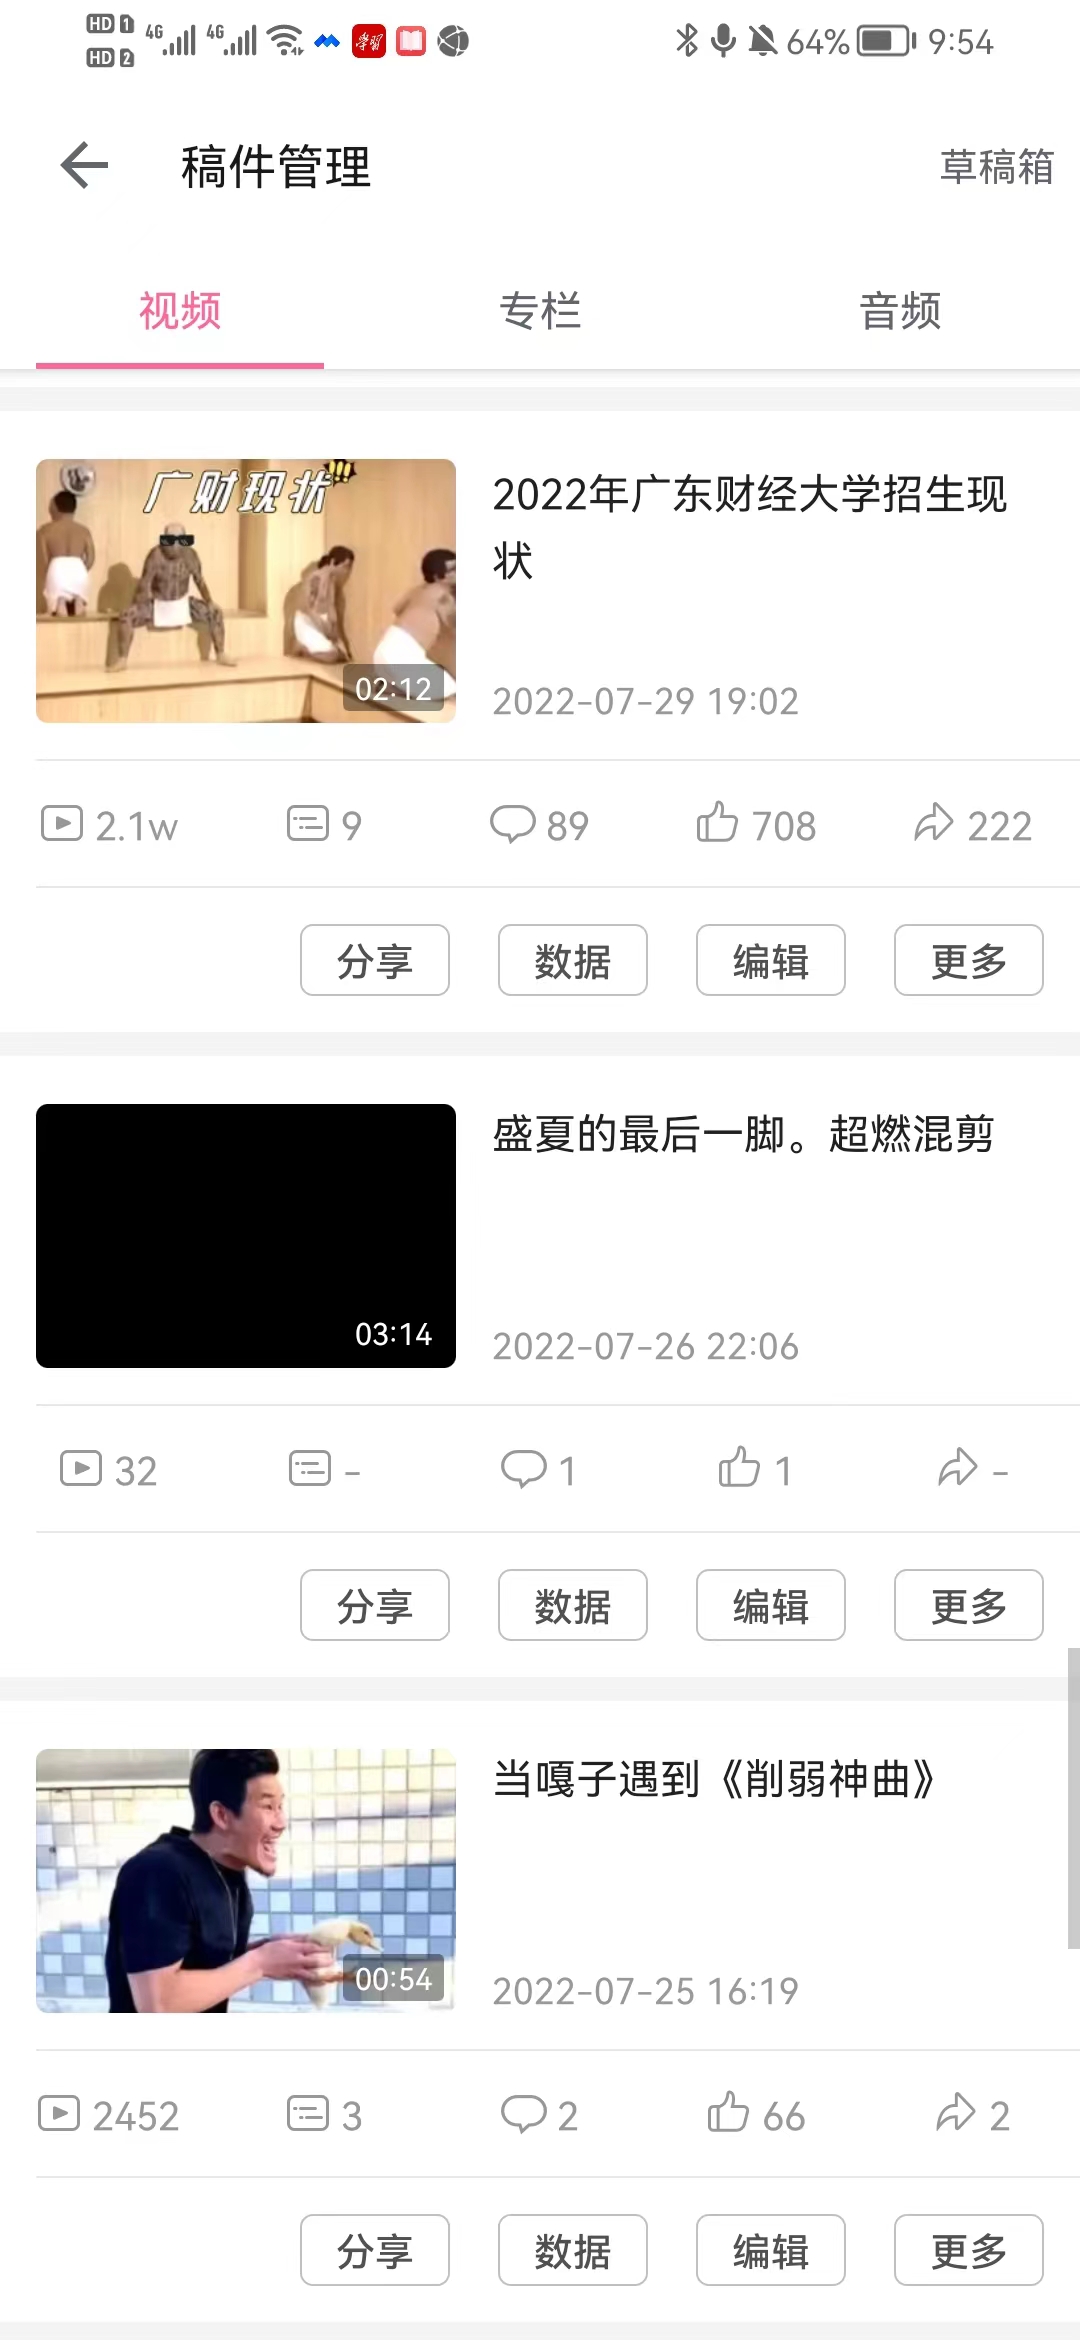 HD 1 4G 4G 学习 64% 9:54
HD 2
稿件管理 草稿箱
视频 专栏 音频
广财现状!!!
02:12
2022年广东财经大学招生现
状
2022-07-29 19:02
2.1w 9 89 708 222
分享 数据 编辑 更多
03:14
盛夏的最后一脚。超燃混剪
2022-07-26 22:06
32 - 1 1 -
分享 数据 编辑 更多
00:54
当嘎子遇到《削弱神曲》
2022-07-25 16:19
2452 3 2 66 2
分享 数据 编辑 更多